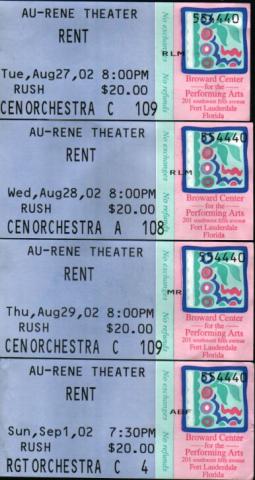 AU-RENE THEATER
RENT
Tue,Aug27,02 8:00PM
RUSH $20.00
CENORCHESTRA C 109
No exchanges
No refunds
RLM
554440
Broward Center
for the
Performing Arts
201 southwest fifth avenue
Fort Lauderdale
Florida
AU-RENE THEATER
RENT
Wed,Aug28,02 8:00PM
RUSH $20.00
CENORCHESTRA A 108
No exchanges
No refunds
RLM
554440
Broward Center
for the
Performing Arts
201 southwest fifth avenue
Fort Lauderdale
Florida
AU-RENE THEATER
RENT
Thu,Aug29,02 8:00PM
RUSH $20.00
CENORCHESTRA C 109
No exchanges
No refunds
MR
554440
Broward Center
for the
Performing Arts
201 southwest fifth avenue
Fort Lauderdale
Florida
AU-RENE THEATER
RENT
Sun,Sep1,02 7:30PM
RUSH $20.00
RGTORCHESTRA C 4
No exchanges
No refunds
ABF
554440
Broward Center
for the
Performing Arts
201 southwest fifth avenue
Fort Lauderdale
Florida